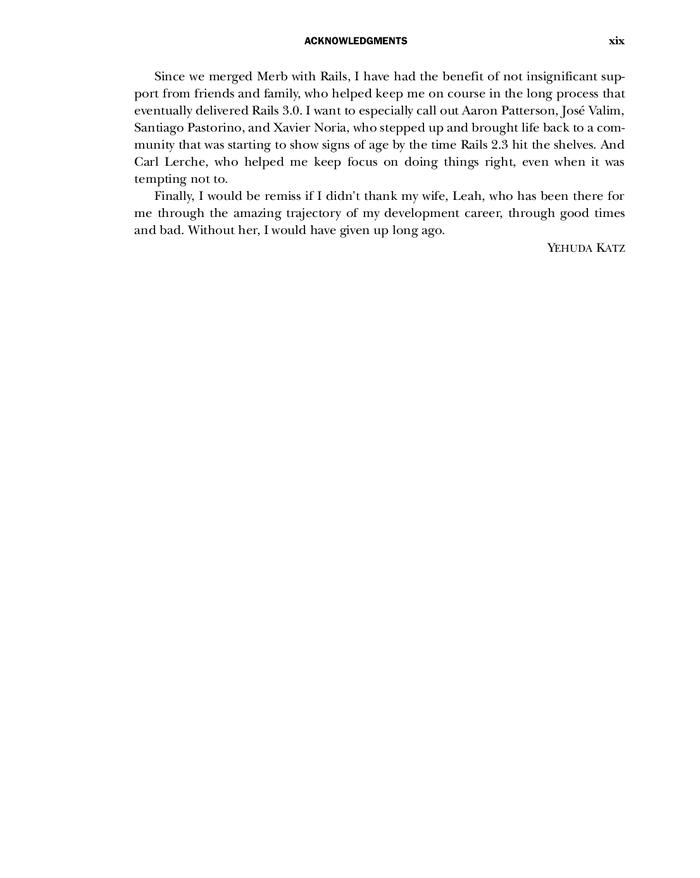 ACKNOWLEDGMENTS xix
Since we merged Merb with Rails, I have had the benefit of not insignificant sup-
port from friends and family, who helped keep me on course in the long process that
eventually delivered Rails 3.0. I want to especially call out Aaron Patterson, José Valim,
Santiago Pastorino, and Xavier Noria, who stepped up and brought life back to a com-
munity that was starting to show signs of age by the time Rails 2.3 hit the shelves. And
Carl Lerche, who helped me keep focus on doing things right, even when it was
tempting not to.
Finally, I would be remiss if I didn't thank my wife, Leah, who has been there for
me through the amazing trajectory of my development career, through good times
and bad. Without her, I would have given up long ago.
YEHUDA KATZ